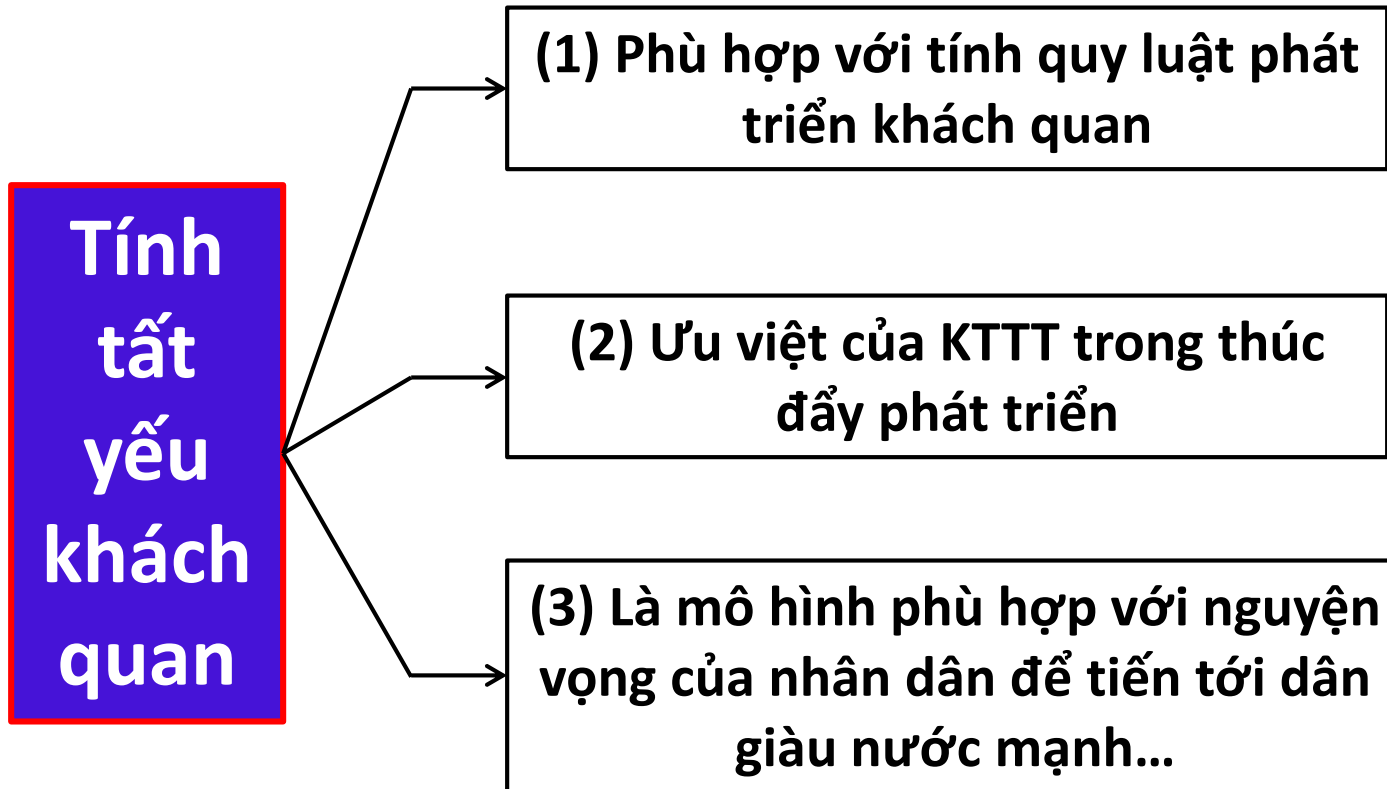 Tính
tất
yếu
khách
quan
(1) Phù hợp với tính quy luật phát
triển khách quan
(2) Ưu việt của KTTT trong thúc
đẩy phát triển
(3) Là mô hình phù hợp với nguyện
vọng của nhân dân để tiến tới dân
giàu nước mạnh...